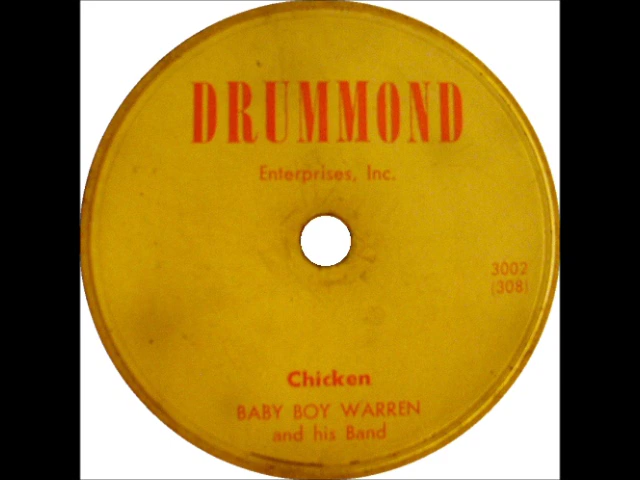 DRUMMOND
Enterprises, Inc.
3002
(308)
Chicken
BABY BOY WARREN
and his Band